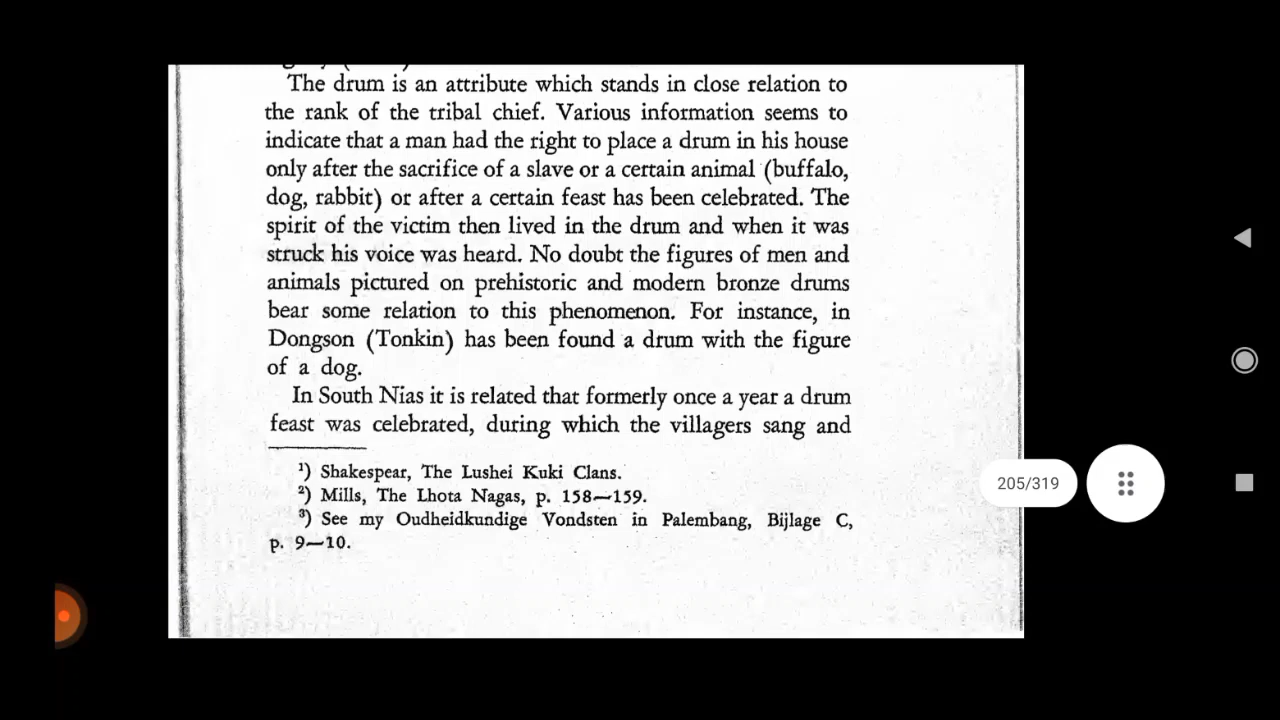 The drum is an attribute which stands in close relation to
the rank of the tribal chief. Various information seems to
indicate that a man had the right to place a drum in his house
only after the sacrifice of a slave or a certain animal (buffalo,
dog, rabbit) or after a certain feast has been celebrated. The
spirit of the victim then lived in the drum and when it was
struck his voice was heard. No doubt the figures of men and
animals pictured on prehistoric and modern bronze drums
bear some relation to this phenomenon. For instance, in
Dongson (Tonkin) has been found a drum with the figure
of a dog.
In South Nias it is related that formerly once a year a drum
feast was celebrated, during which the villagers sang and
¹) Shakespear, The Lushei Kuki Clans.
²) Mills, The Lhota Nagas, p. 158—159.
³) See my Oudheidkundige Vondsten in Palembang, Bijlage C,
p. 9—10.
205/319